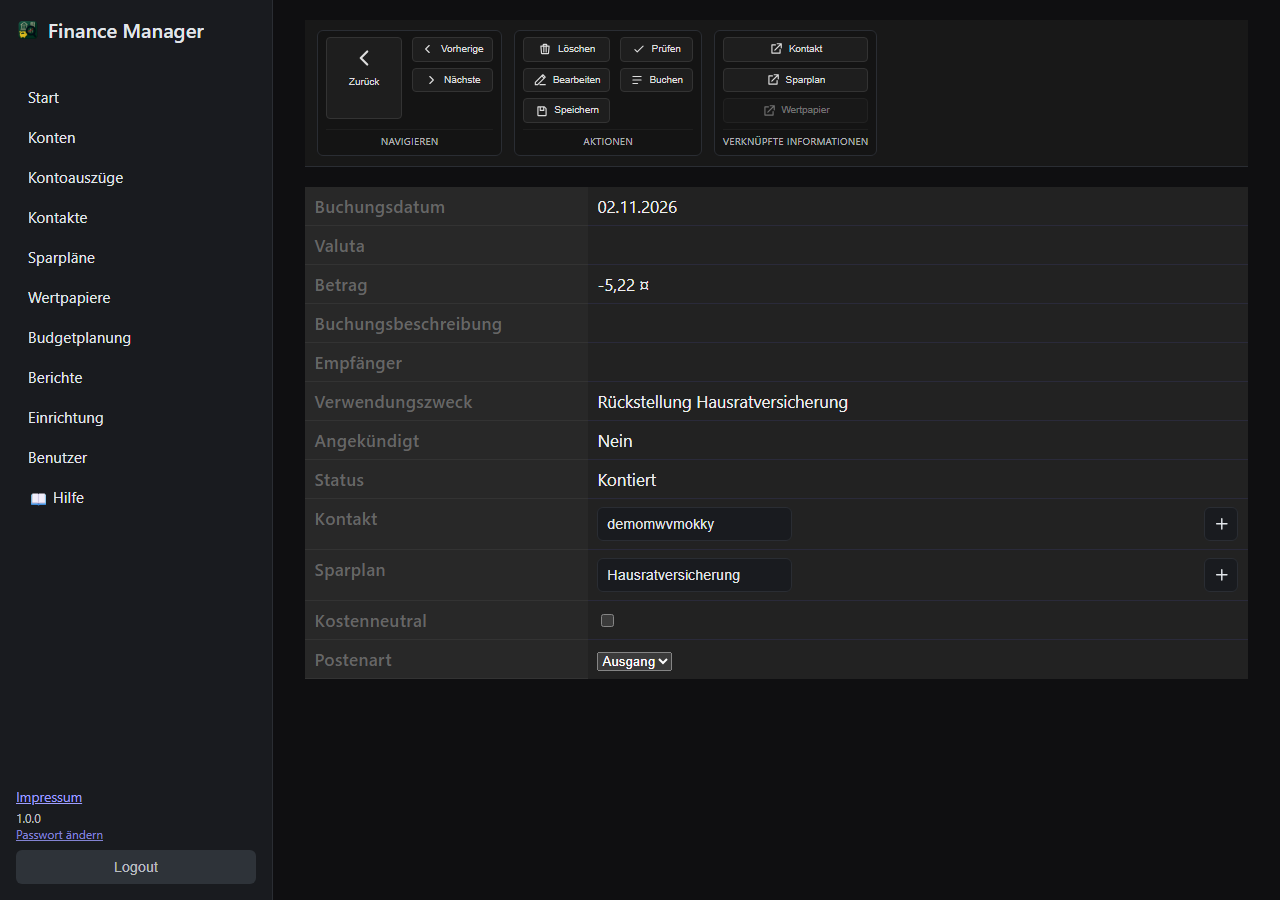 Finance Manager
Start
Konten
Kontoauszüge
Kontakte
Sparpläne
Wertpapiere
Budgetplanung
Berichte
Einrichtung
Benutzer
Hilfe
Impressum
1.0.0
Passwort ändern
Logout
Zurück
Vorherige
Nächste
NAVIGIEREN
Löschen
Prüfen
Bearbeiten
Buchen
Speichern
AKTIONEN
Kontakt
Sparplan
Wertpapier
VERKNÜPFTE INFORMATIONEN
Buchungsdatum 02.11.2026
Valuta
Betrag -5,22 ¤
Buchungsbeschreibung
Empfänger
Verwendungszweck Rückstellung Hausratversicherung
Angekündigt Nein
Status Kontiert
Kontakt demomwvmokky +
Sparplan Hausratversicherung +
Kostenneutral
Postenart Ausgang